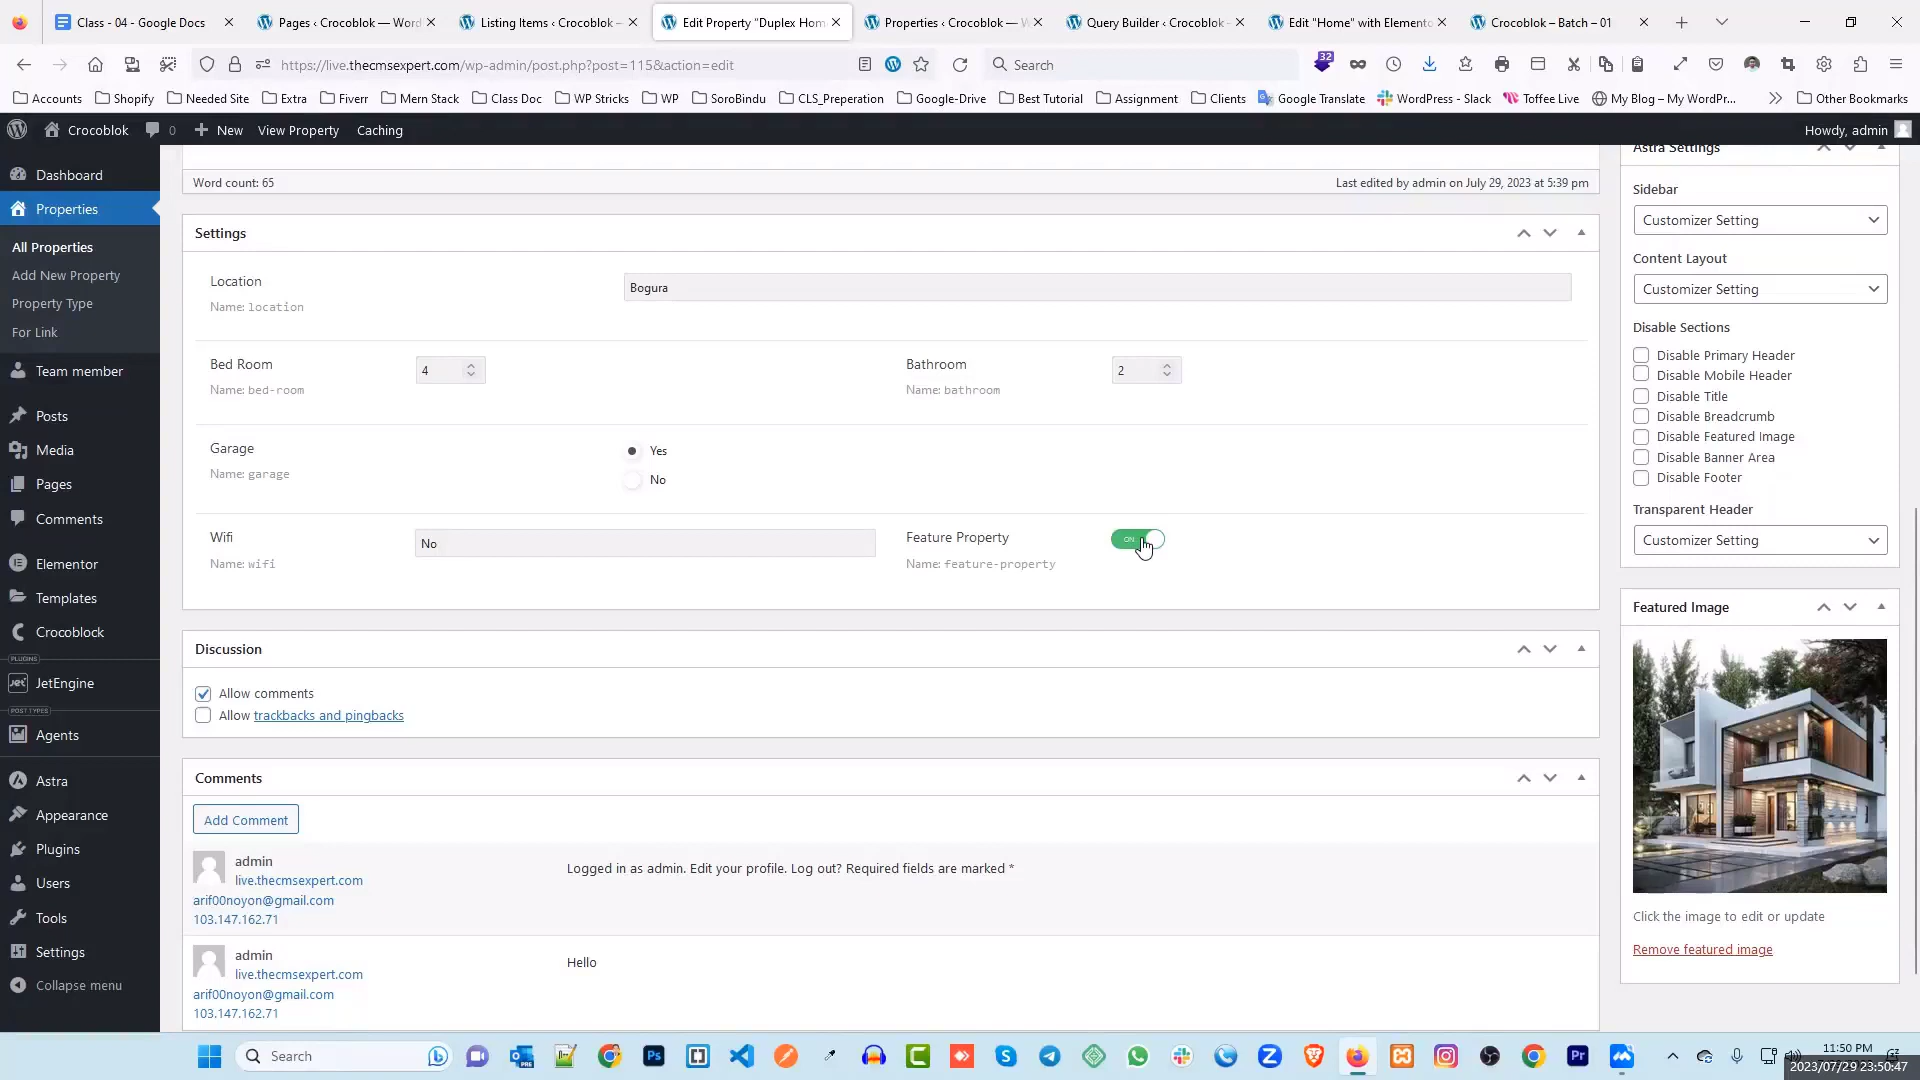 Class - 04 - Google Docs
Pages ‹ Crocoblok — Word
Listing Items ‹ Crocoblok –
Edit Property "Duplex Hom
Properties ‹ Crocoblok — W
Query Builder ‹ Crocoblok
Edit "Home" with Elemento
Crocoblok – Batch – 01
https://live.thecmsexpert.com/wp-admin/post.php?post=115&action=edit
Search
32
Accounts
Shopify
Needed Site
Extra
Fiverr
Mern Stack
Class Doc
WP Stricks
WP
SoroBindu
CLS_Preperation
Google-Drive
Best Tutorial
Assignment
Clients
Google Translate
WordPress - Slack
Toffee Live
My Blog – My WordPr...
Other Bookmarks
Crocoblok
0
New
View Property
Caching
Howdy, admin
Dashboard
Properties
All Properties
Add New Property
Property Type
For Link
Team member
Posts
Media
Pages
Comments
Elementor
Templates
Crocoblock
PLUGINS
JetEngine
POST TYPES
Agents
Astra
Appearance
Plugins
Users
Tools
Settings
Collapse menu
Word count: 65
Last edited by admin on July 29, 2023 at 5:39 pm
Settings
Location
Name: location
Bogura
Bed Room
Name: bed-room
4
Bathroom
Name: bathroom
2
Garage
Name: garage
Yes
No
Wifi
Name: wifi
No
Feature Property
Name: feature-property
ON
Discussion
Allow comments
Allow trackbacks and pingbacks
Comments
Add Comment
admin
live.thecmsexpert.com
arif00noyon@gmail.com
103.147.162.71
Logged in as admin. Edit your profile. Log out? Required fields are marked *
admin
live.thecmsexpert.com
arif00noyon@gmail.com
103.147.162.71
Hello
Astra Settings
Sidebar
Customizer Setting
Content Layout
Customizer Setting
Disable Sections
Disable Primary Header
Disable Mobile Header
Disable Title
Disable Breadcrumb
Disable Featured Image
Disable Banner Area
Disable Footer
Transparent Header
Customizer Setting
Featured Image
Click the image to edit or update
Remove featured image
Search
11:50 PM
2023/07/29 23:50:47